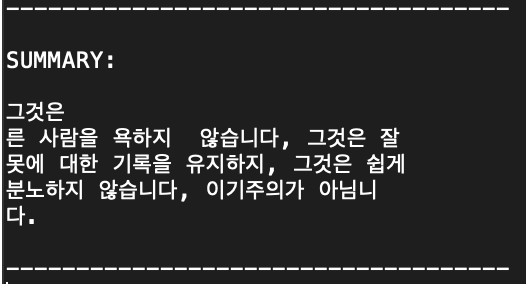 ------------------------------------
SUMMARY:
그것은
른 사람을 욕하지  않습니다, 그것은 잘
못에 대한 기록을 유지하지, 그것은 쉽게
분노하지 않습니다, 이기주의가 아님니
다.
------------------------------------